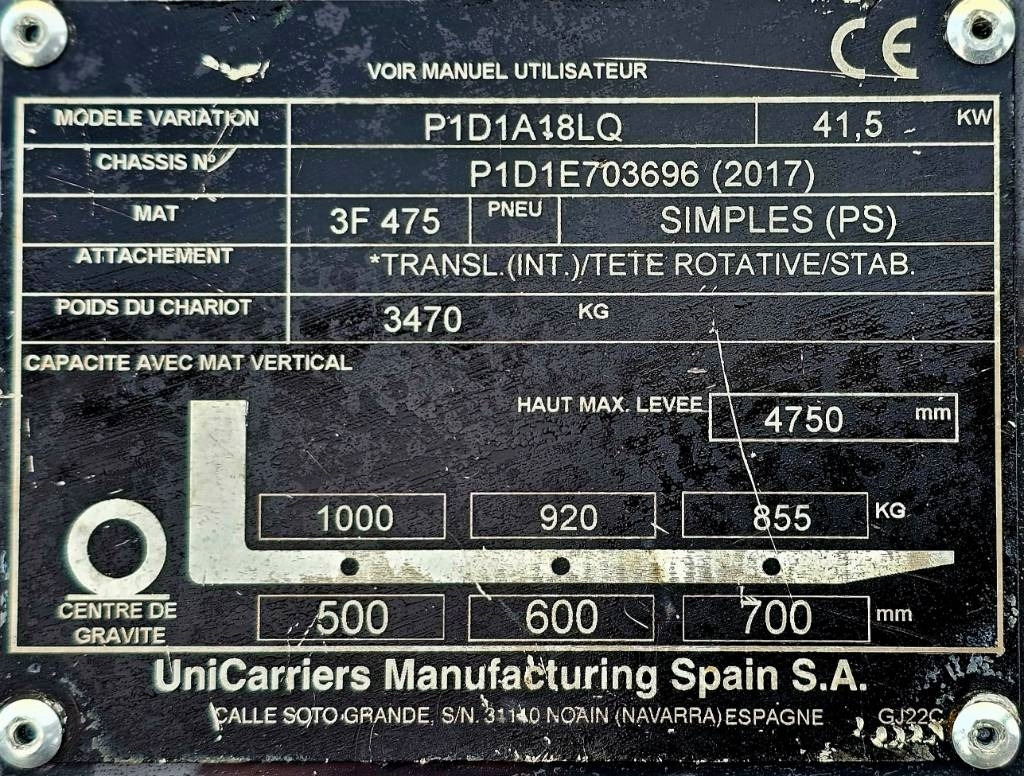 CE
VOIR MANUEL UTILISATEUR
MODELE VARIATION P1D1A18LQ 41,5 KW
CHASSIS Nº P1D1E703696 (2017)
MAT 3F 475 PNEU SIMPLES (PS)
ATTACHEMENT *TRANSL.(INT.)/TETE ROTATIVE/STAB.
POIDS DU CHARIOT 3470 KG
CAPACITE AVEC MAT VERTICAL
HAUT MAX. LEVEE 4750 mm
1000 920 855 KG
500 600 700 mm
CENTRE DE
GRAVITE
UniCarriers Manufacturing Spain S.A.
CALLE SOTO GRANDE, S/N. 31140 NOAIN (NAVARRA) ESPAGNE GJ22C